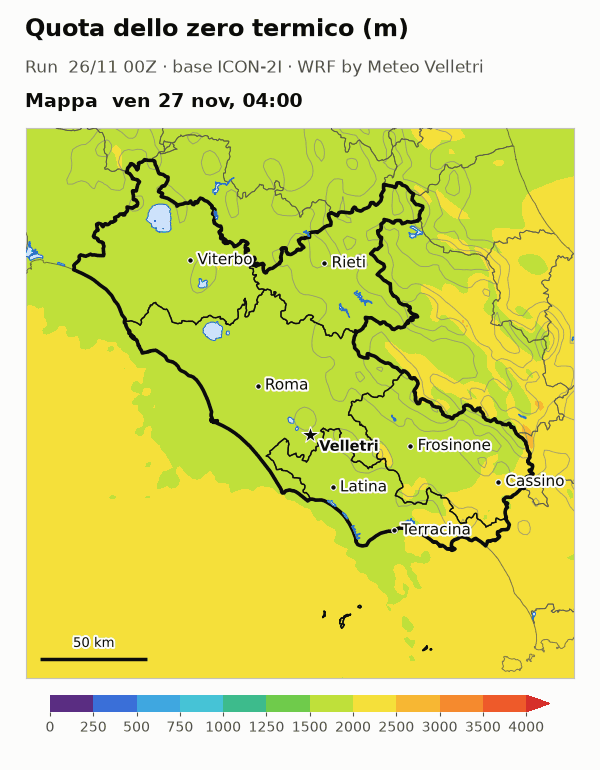 Quota dello zero termico (m)
Run  26/11 00Z · base ICON-2I · WRF by Meteo Velletri
Mappa  ven 27 nov, 04:00
Viterbo
Rieti
Roma
Velletri
Frosinone
Cassino
Latina
Terracina
50 km
0 250 500 750 1000 1250 1500 2000 2500 3000 3500 4000